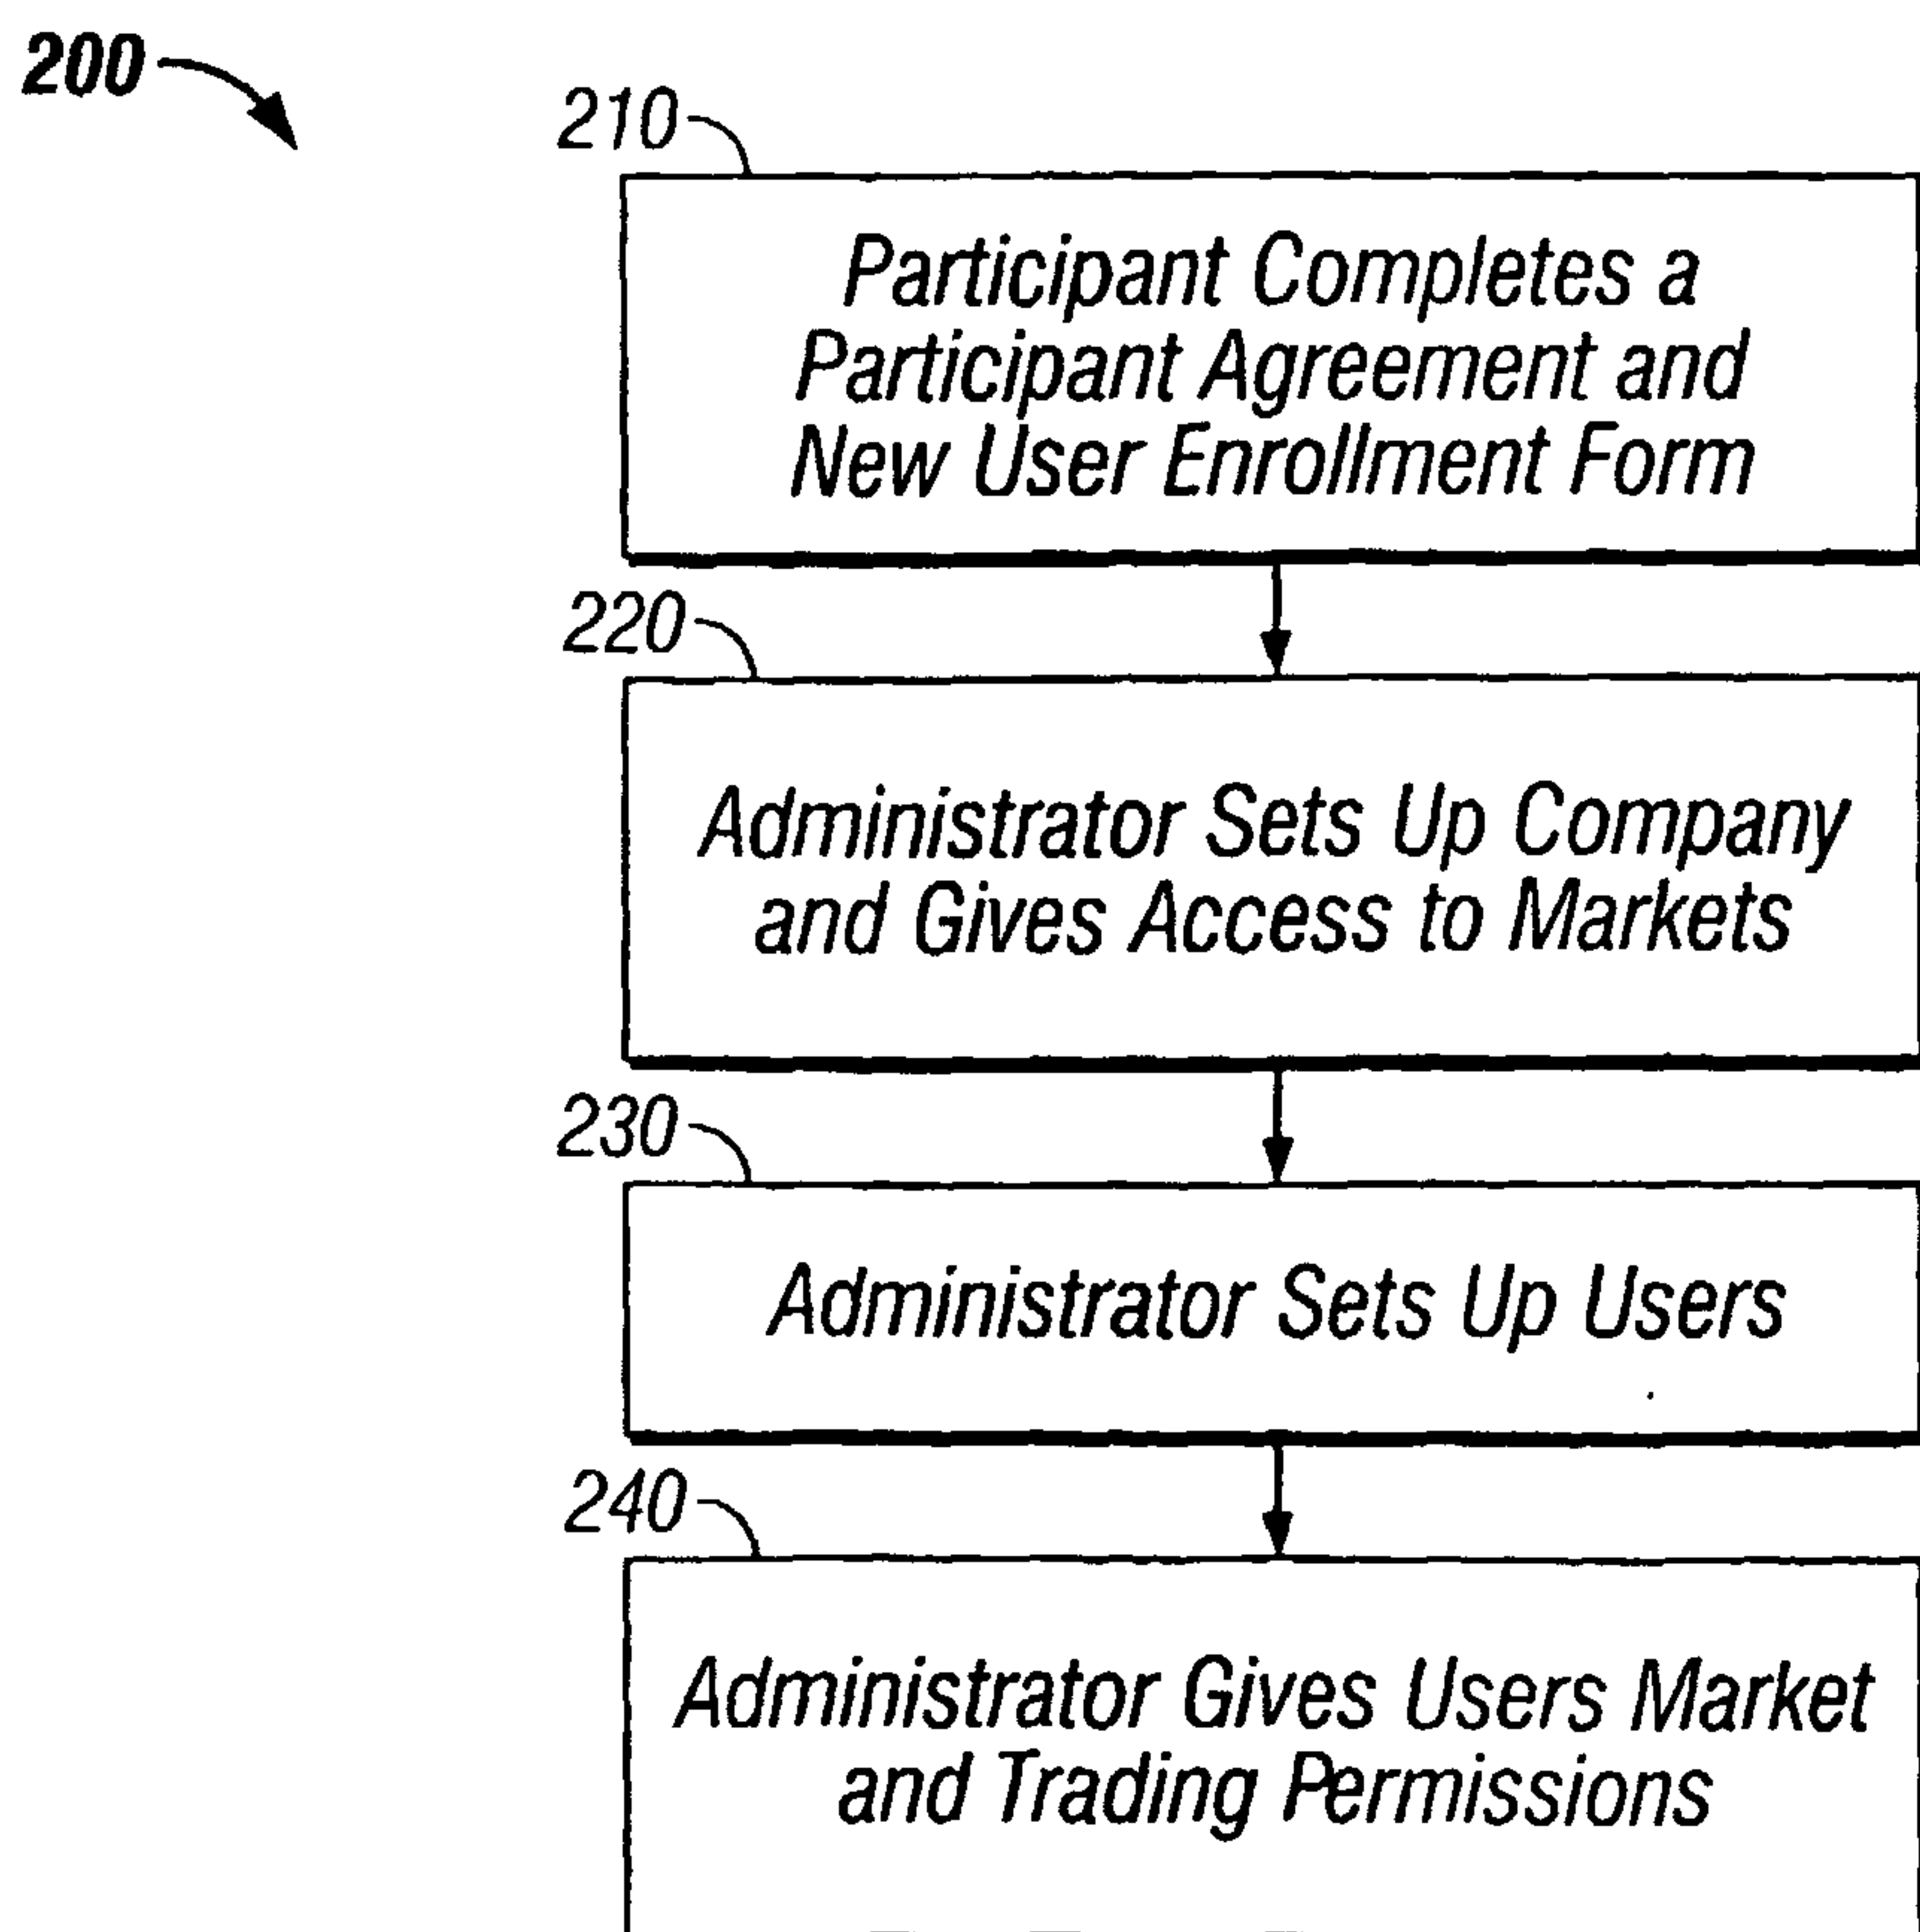 200
210
Participant Completes a
Participant Agreement and
New User Enrollment Form
220
Administrator Sets Up Company
and Gives Access to Markets
230
Administrator Sets Up Users
240
Administrator Gives Users Market
and Trading Permissions